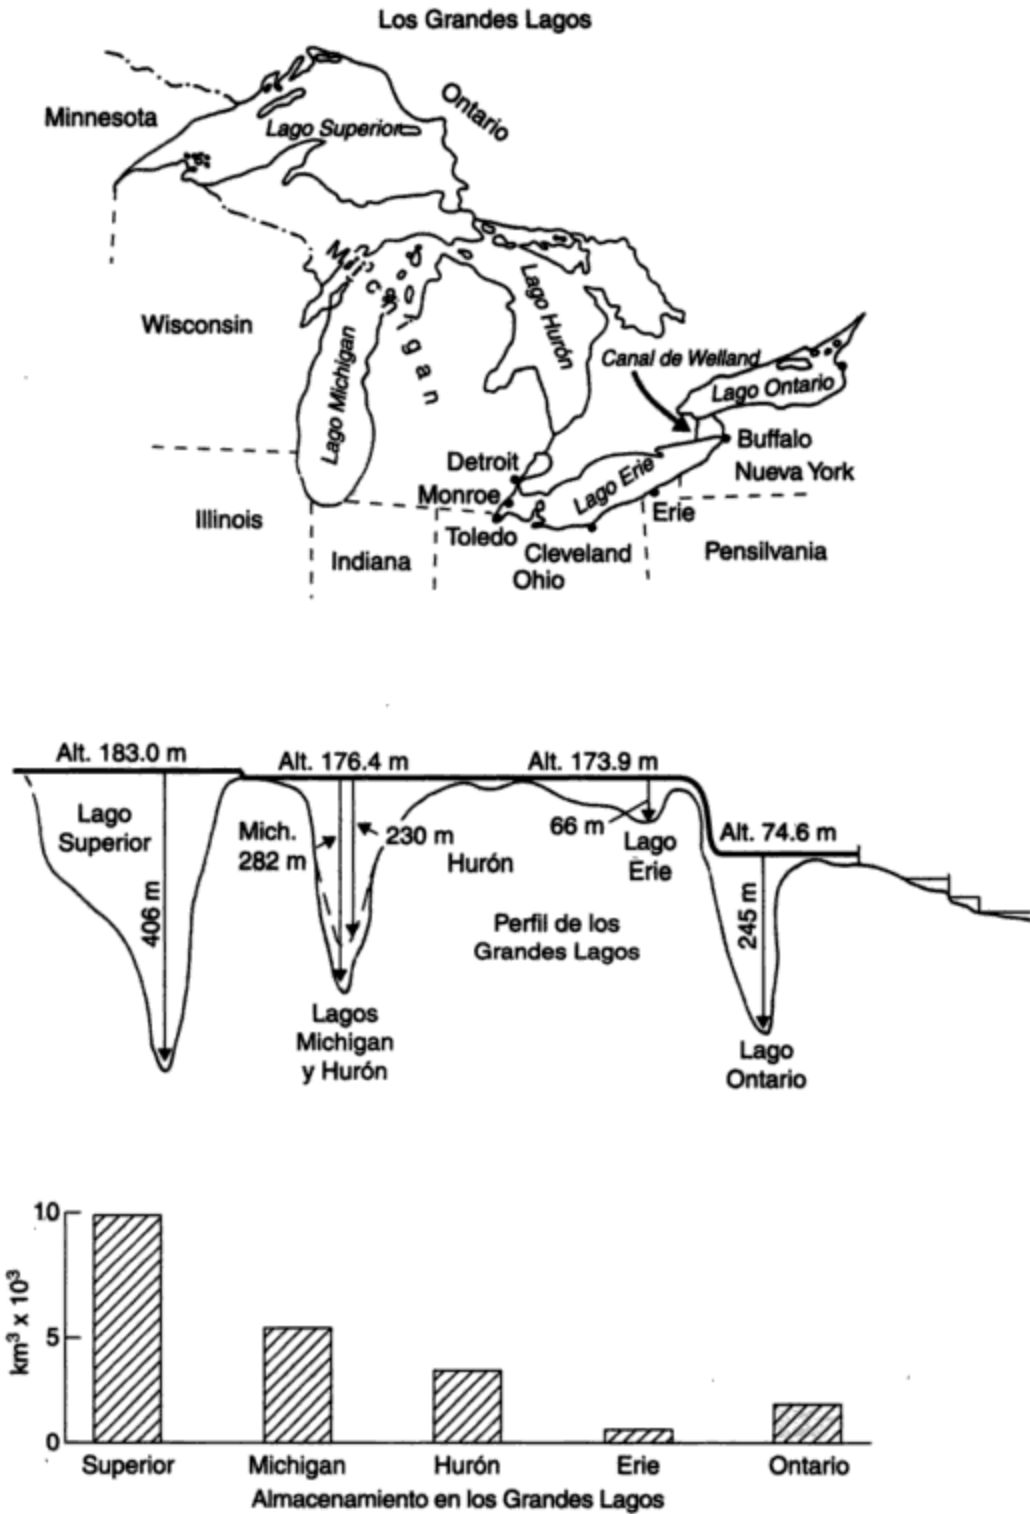 Los Grandes Lagos
Minnesota
Ontario
Lago Superior
Michigan
Wisconsin
Lago Michigan
Lago Hurón
Canal de Welland
Lago Ontario
Buffalo
Detroit
Lago Erie
Nueva York
Monroe
Illinois
Erie
Toledo
Cleveland
Pensilvania
Indiana
Ohio
Alt. 183.0 m
Alt. 176.4 m
Alt. 173.9 m
Lago
Superior
Mich.
282 m
230 m
66 m
Alt. 74.6 m
Lago
Erie
Hurón
406 m
245 m
Perfil de los
Grandes Lagos
Lagos
Michigan
y Hurón
Lago
Ontario
10
5
0
km³ x 10³
Superior
Michigan
Hurón
Erie
Ontario
Almacenamiento en los Grandes Lagos